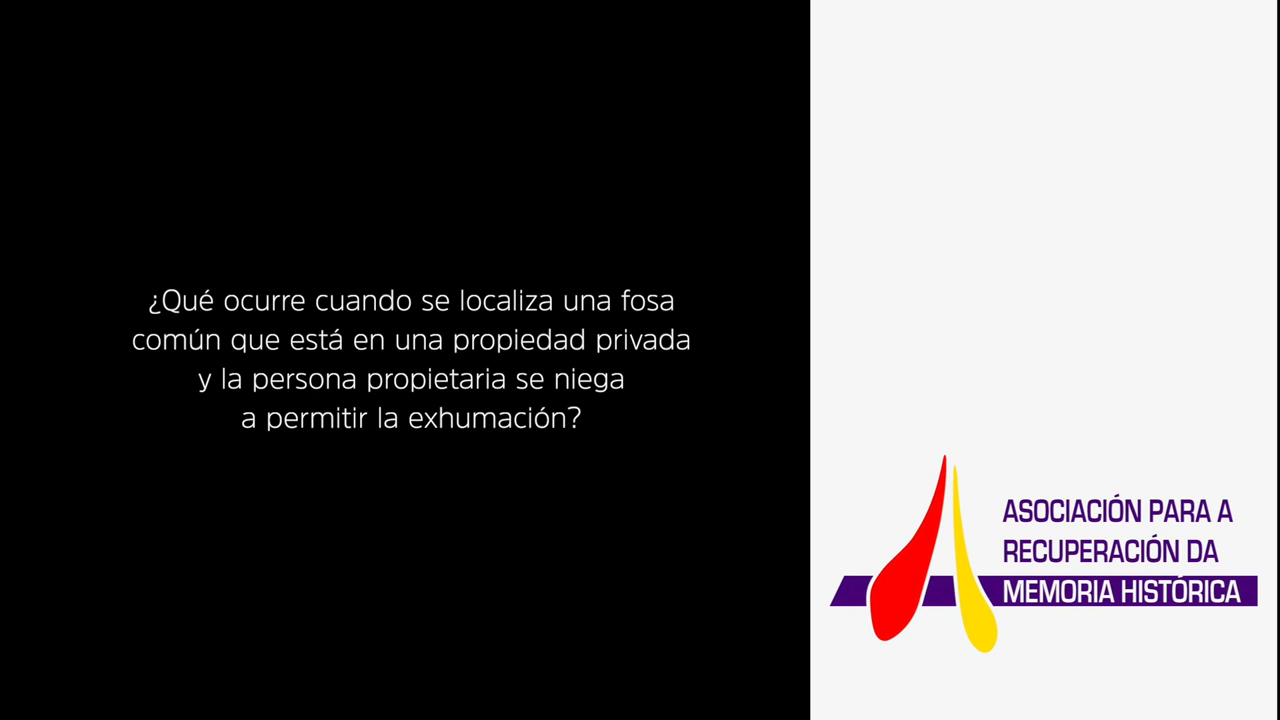 ¿Qué ocurre cuando se localiza una fosa
común que está en una propiedad privada
y la persona propietaria se niega
a permitir la exhumación?
ASOCIACIÓN PARA A
RECUPERACIÓN DA
MEMORIA HISTÓRICA